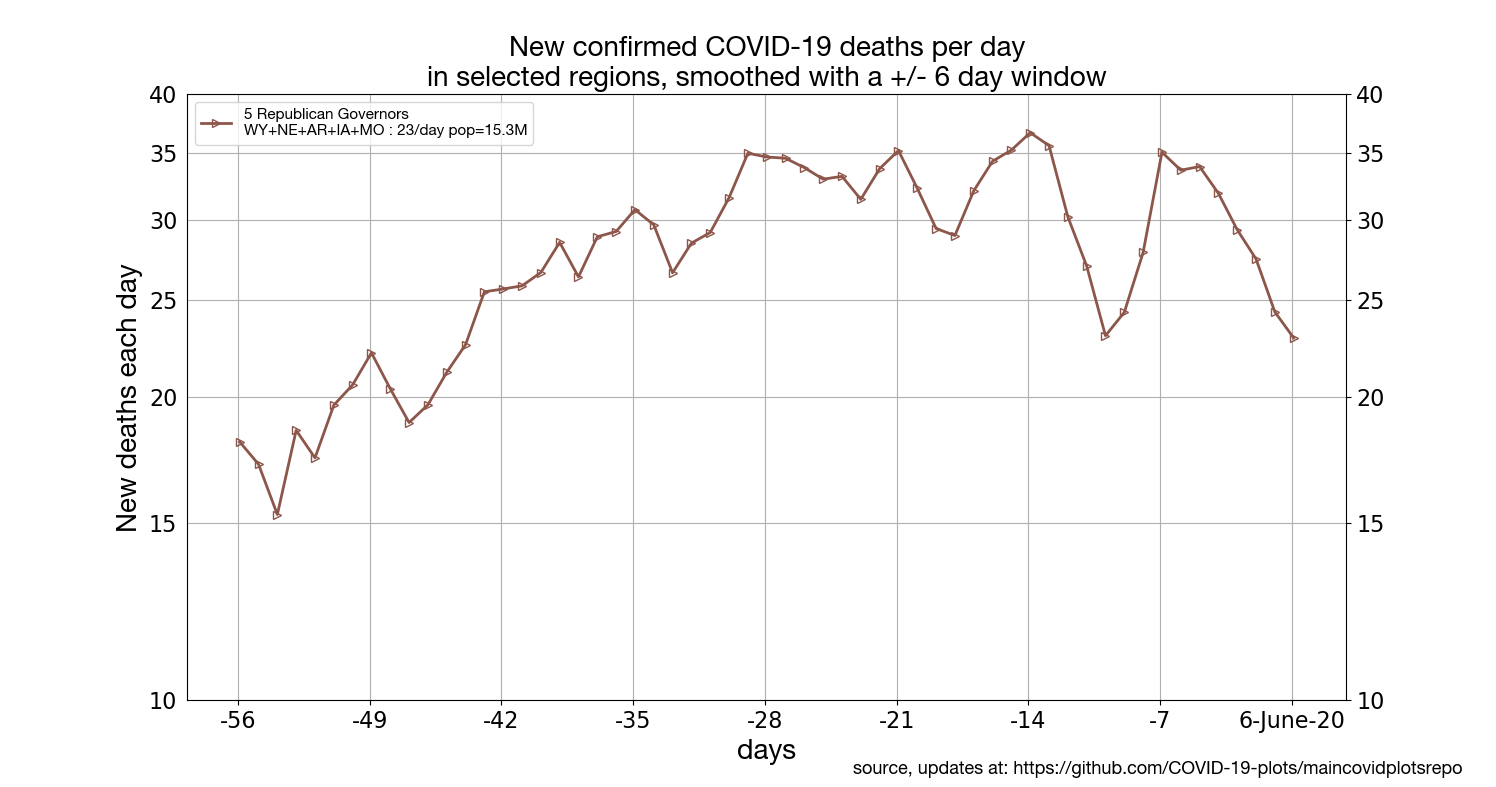 New confirmed COVID-19 deaths per day
in selected regions, smoothed with a +/- 6 day window
5 Republican Governors
WY+NE+AR+IA+MO : 23/day pop=15.3M
New deaths each day
40
35
30
25
20
15
10
40
35
30
25
20
15
10
-56 -49 -42 -35 -28 -21 -14 -7 6-June-20
days
source, updates at: https://github.com/COVID-19-plots/maincovidplotsrepo